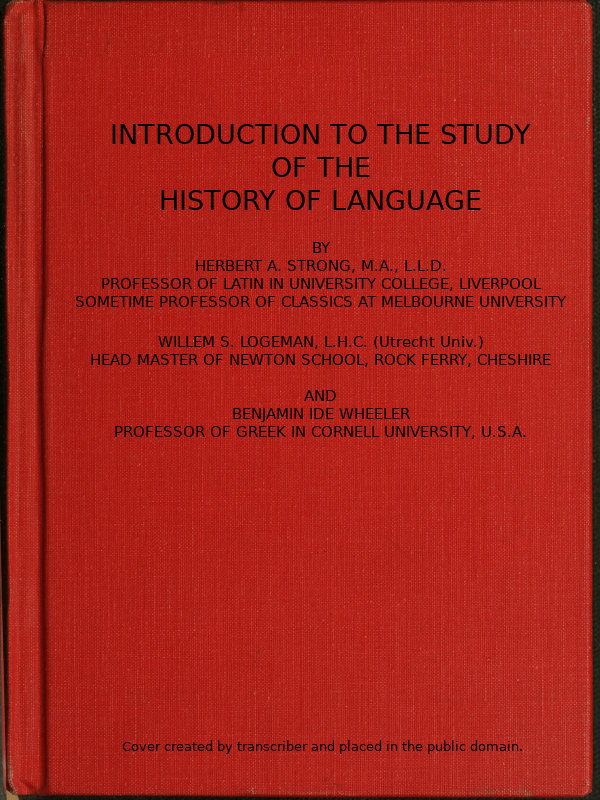 INTRODUCTION TO THE STUDY
OF THE
HISTORY OF LANGUAGE
BY
HERBERT A. STRONG, M.A., L.L.D.
PROFESSOR OF LATIN IN UNIVERSITY COLLEGE, LIVERPOOL
SOMETIME PROFESSOR OF CLASSICS AT MELBOURNE UNIVERSITY
WILLEM S. LOGEMAN, L.H.C. (Utrecht Univ.)
HEAD MASTER OF NEWTON SCHOOL, ROCK FERRY, CHESHIRE
AND
BENJAMIN IDE WHEELER
PROFESSOR OF GREEK IN CORNELL UNIVERSITY, U.S.A.
Cover created by transcriber and placed in the public domain.